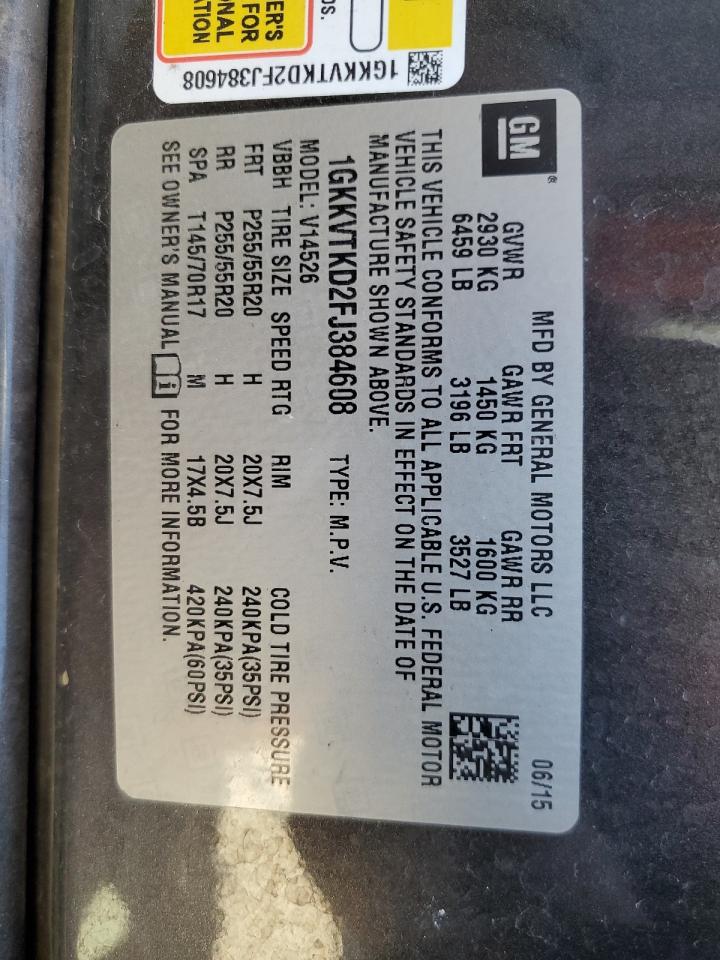 GM
MFD BY GENERAL MOTORS LLC 06/15
GVWR GAWR FRT GAWR RR
2930 KG 1450 KG 1600 KG
6459 LB 3196 LB 3527 LB
THIS VEHICLE CONFORMS TO ALL APPLICABLE U.S. FEDERAL MOTOR
VEHICLE SAFETY STANDARDS IN EFFECT ON THE DATE OF
MANUFACTURE SHOWN ABOVE.
1GKKVTKD2FJ384608 TYPE: M.P.V.
MODEL: V14526
VBBH TIRE SIZE SPEED RTG RIM COLD TIRE PRESSURE
FRT P255/55R20 H 20X7.5J 240KPA(35PSI)
RR P255/55R20 H 20X7.5J 240KPA(35PSI)
SPA T145/70R17 M 17X4.5B 420KPA(60PSI)
SEE OWNER'S MANUAL FOR MORE INFORMATION.
1GKKVTKD2FJ384608
ER'S
FOR